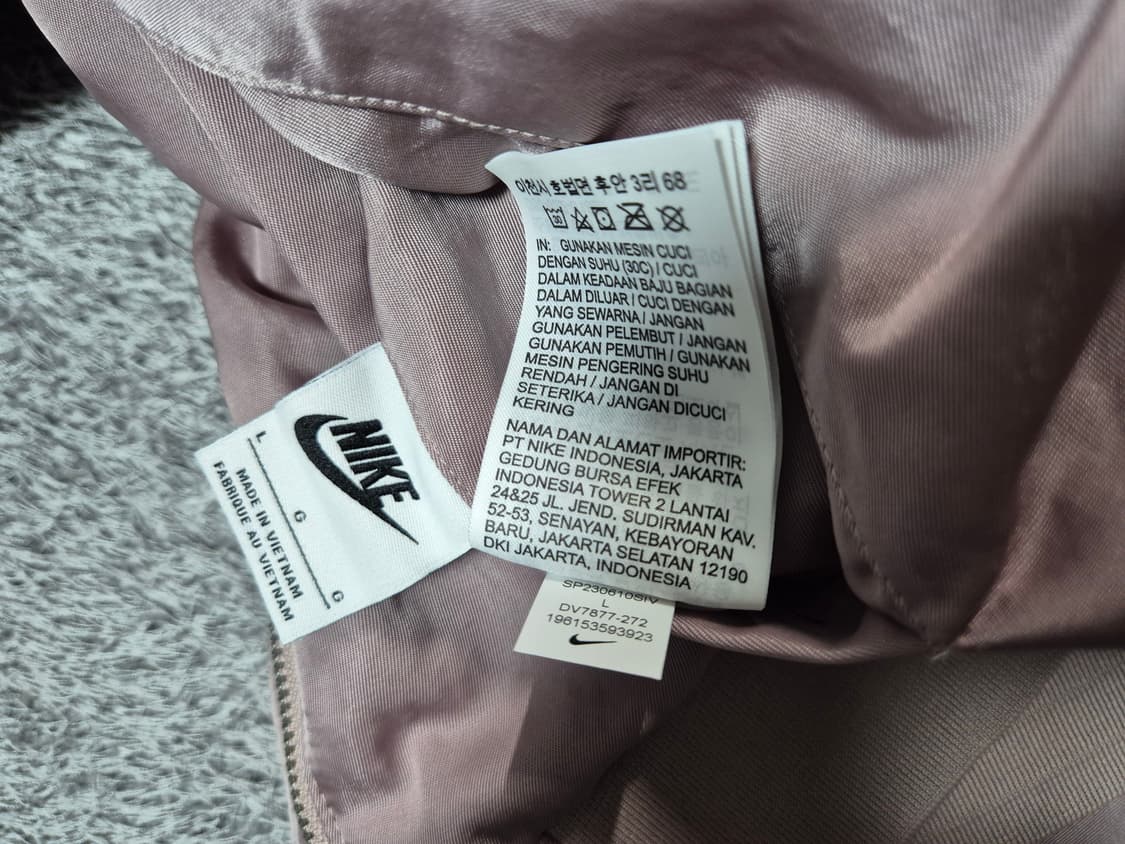 NIKE
L
G
G
MADE IN VIETNAM
FABRIQUE AU VIETNAM
이천시 호법면 후안 3리 68
30
IN: GUNAKAN MESIN CUCI
DENGAN SUHU (30C) / CUCI
DALAM KEADAAN BAJU BAGIAN
DALAM DILUAR / CUCI DENGAN
YANG SEWARNA / JANGAN
GUNAKAN PELEMBUT / JANGAN
GUNAKAN PEMUTIH / GUNAKAN
MESIN PENGERING SUHU
RENDAH / JANGAN DI
SETERIKA / JANGAN DICUCI
KERING
NAMA DAN ALAMAT IMPORTIR:
PT NIKE INDONESIA, JAKARTA
GEDUNG BURSA EFEK
INDONESIA TOWER 2 LANTAI
24&25 JL. JEND. SUDIRMAN KAV.
52-53, SENAYAN, KEBAYORAN
BARU, JAKARTA SELATAN 12190
DKI JAKARTA, INDONESIA
SP230610SIV
L
DV7877-272
196153593923